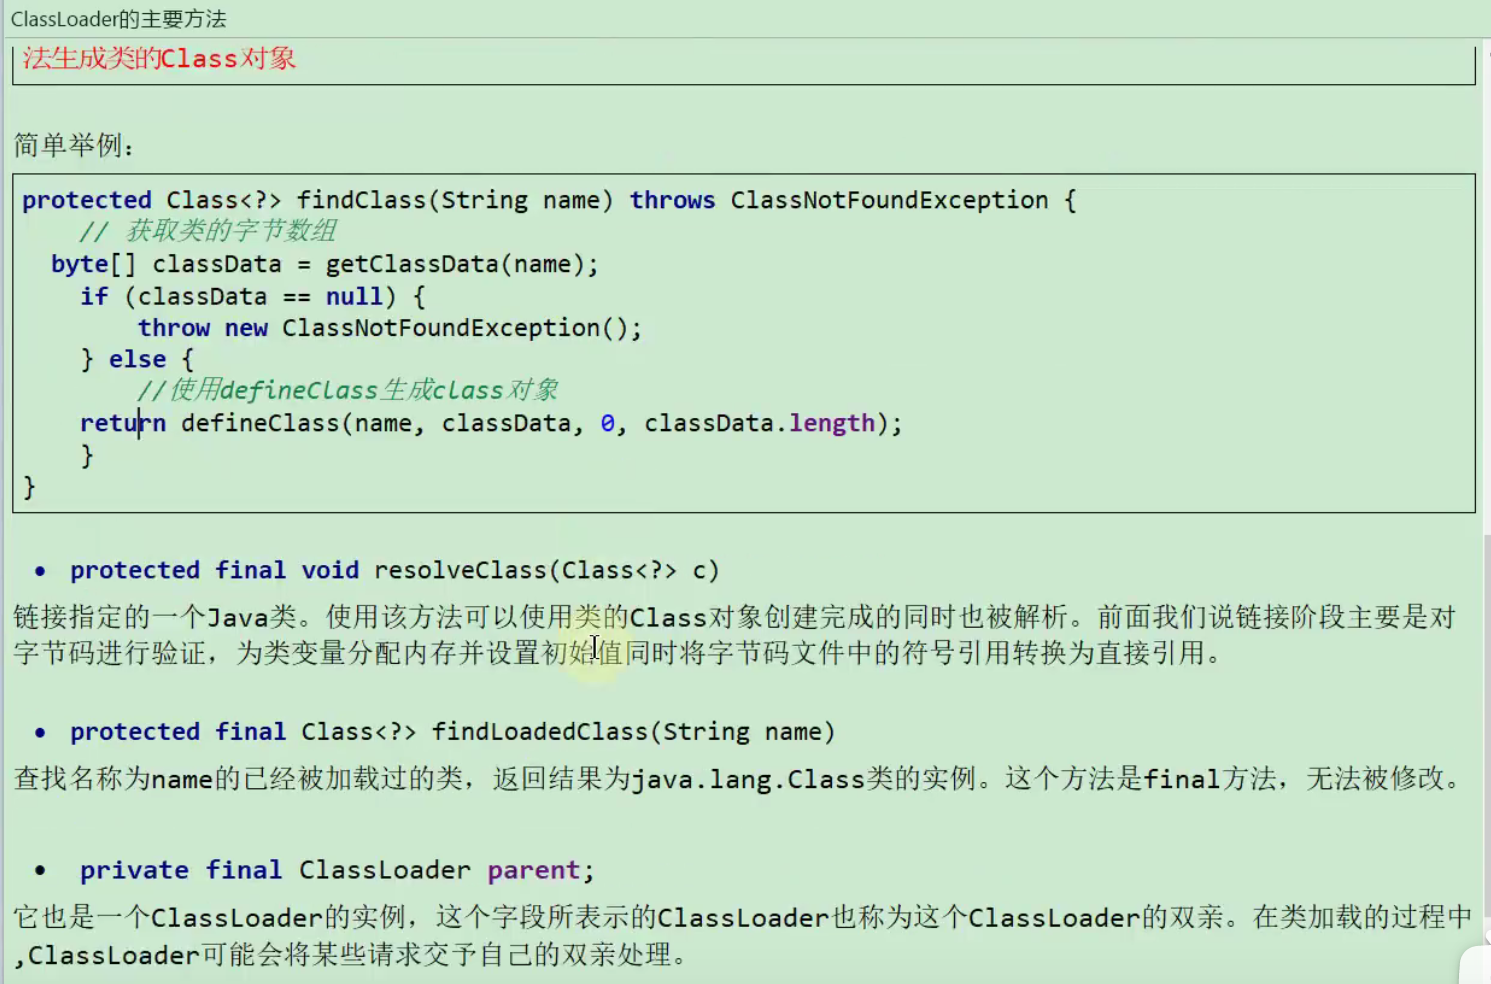 ClassLoader的主要方法
法生成类的Class对象
简单举例：
protected Class<?> findClass(String name) throws ClassNotFoundException {
// 获取类的字节数组
byte[] classData = getClassData(name);
if (classData == null) {
throw new ClassNotFoundException();
} else {
//使用defineClass生成class对象
return defineClass(name, classData, 0, classData.length);
}
}
• protected final void resolveClass(Class<?> c)
链接指定的一个Java类。使用该方法可以使用类的Class对象创建完成的同时也被解析。前面我们说链接阶段主要是对
字节码进行验证，为类变量分配内存并设置初始值同时将字节码文件中的符号引用转换为直接引用。
• protected final Class<?> findLoadedClass(String name)
查找名称为name的已经被加载过的类，返回结果为java.lang.Class类的实例。这个方法是final方法，无法被修改。
• private final ClassLoader parent;
它也是一个ClassLoader的实例，这个字段所表示的ClassLoader也称为这个ClassLoader的双亲。在类加载的过程中
,ClassLoader可能会将某些请求交予自己的双亲处理。